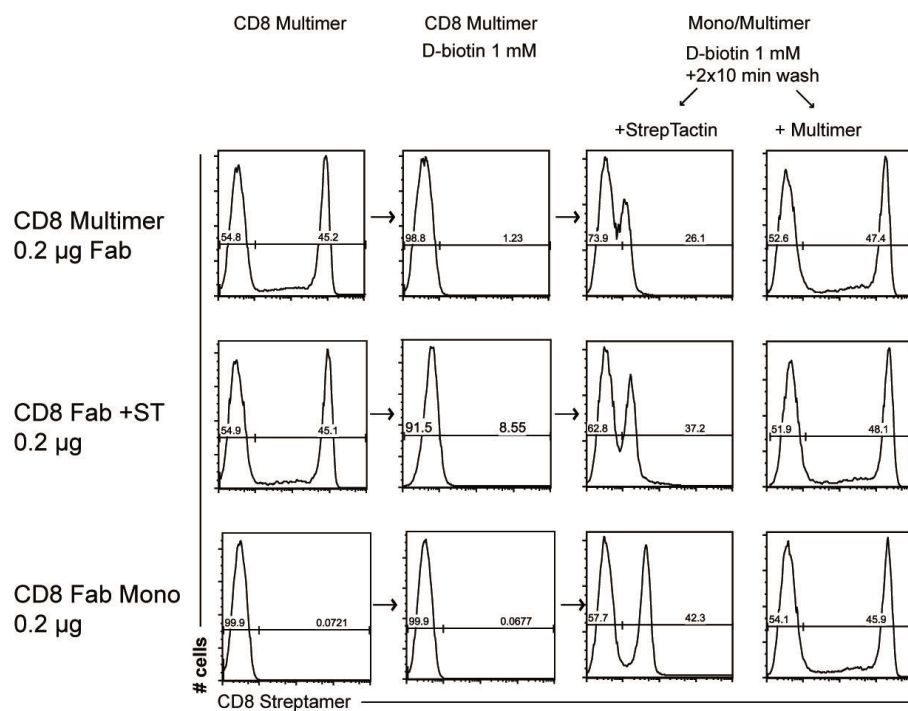 CD8 Multimer
CD8 Multimer
D-biotin 1 mM
Mono/Multimer
D-biotin 1 mM
+2x10 min wash
+StrepTactin
+ Multimer
CD8 Multimer
0.2 µg Fab
54.8 45.2
98.8 1.23
73.9 26.1
52.6 47.4
CD8 Fab +ST
0.2 µg
54.9 45.1
91.5 8.55
62.8 37.2
51.9 48.1
CD8 Fab Mono
0.2 µg
99.9 0.0721
99.9 0.0677
57.7 42.3
54.1 45.9
# cells
CD8 Streptamer